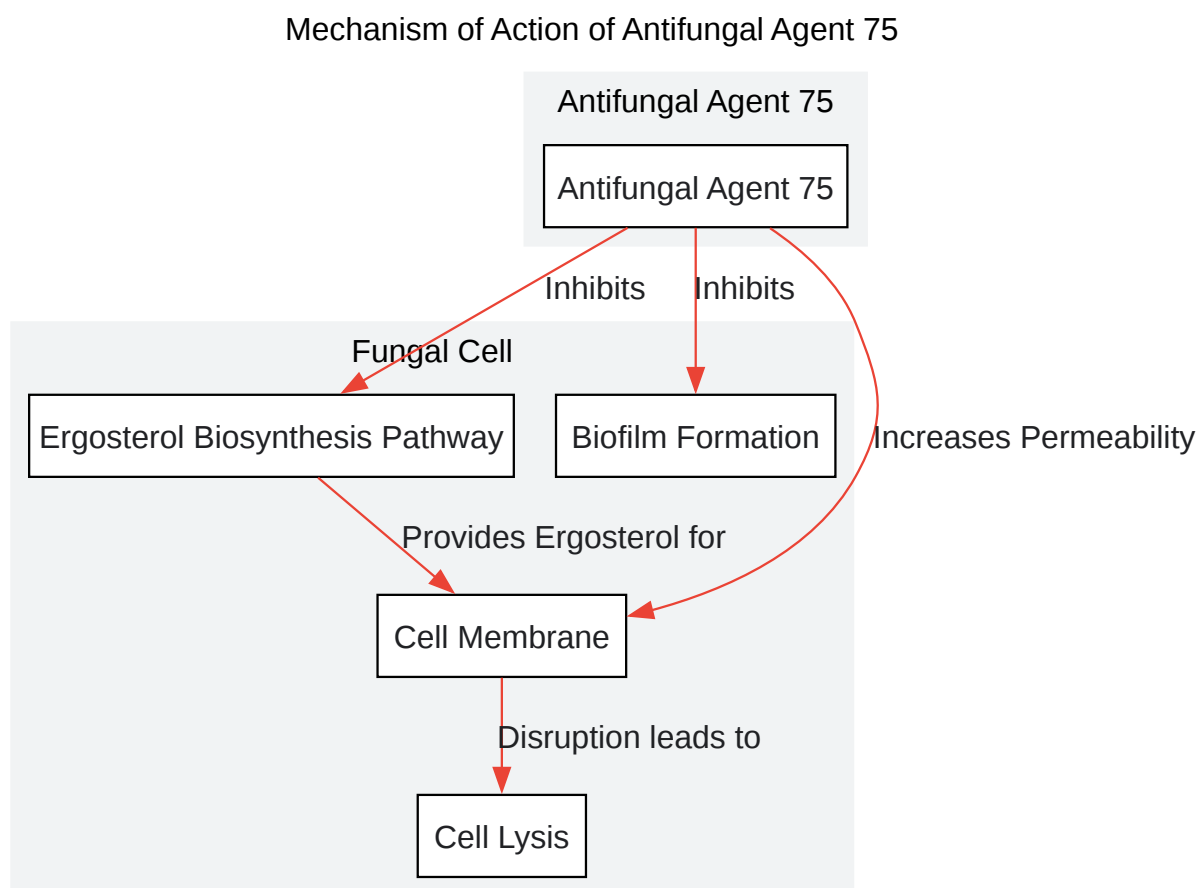 Mechanism of Action of Antifungal Agent 75
Antifungal Agent 75
Antifungal Agent 75
Inhibits
Inhibits
Fungal Cell
Ergosterol Biosynthesis Pathway
Biofilm Formation
Increases Permeability
Provides Ergosterol for
Cell Membrane
Disruption leads to
Cell Lysis